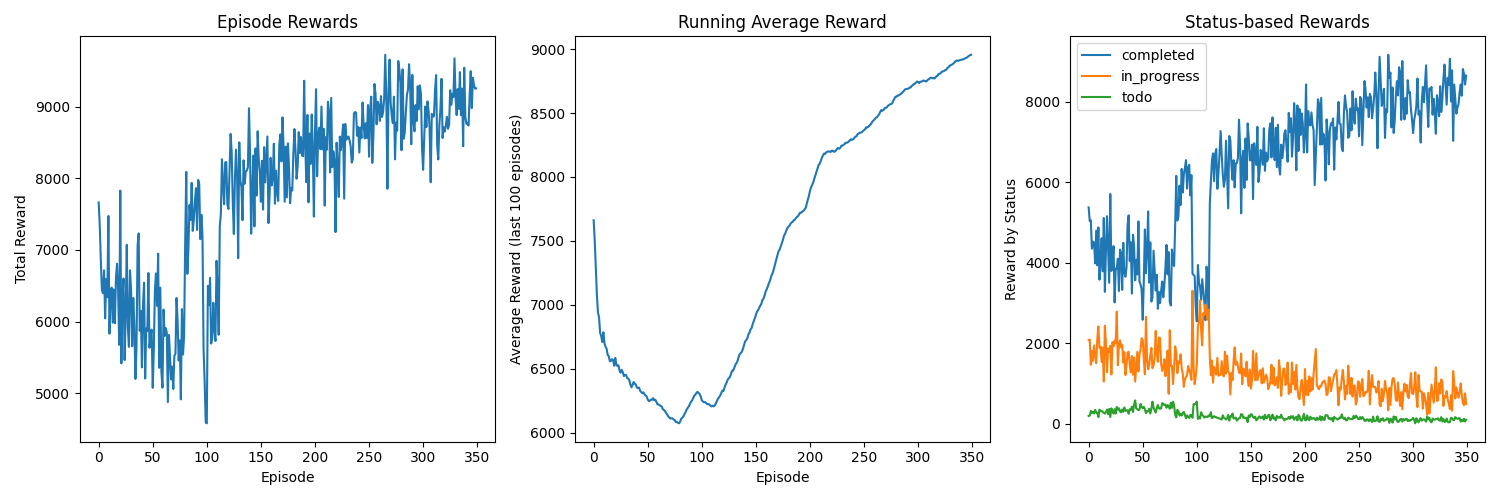 Episode Rewards
Total Reward
9000
8000
7000
6000
5000
0 50 100 150 200 250 300 350
Episode
Running Average Reward
Average Reward (last 100 episodes)
9000
8500
8000
7500
7000
6500
6000
0 50 100 150 200 250 300 350
Episode
Status-based Rewards
completed
in_progress
todo
Reward by Status
8000
6000
4000
2000
0
0 50 100 150 200 250 300 350
Episode